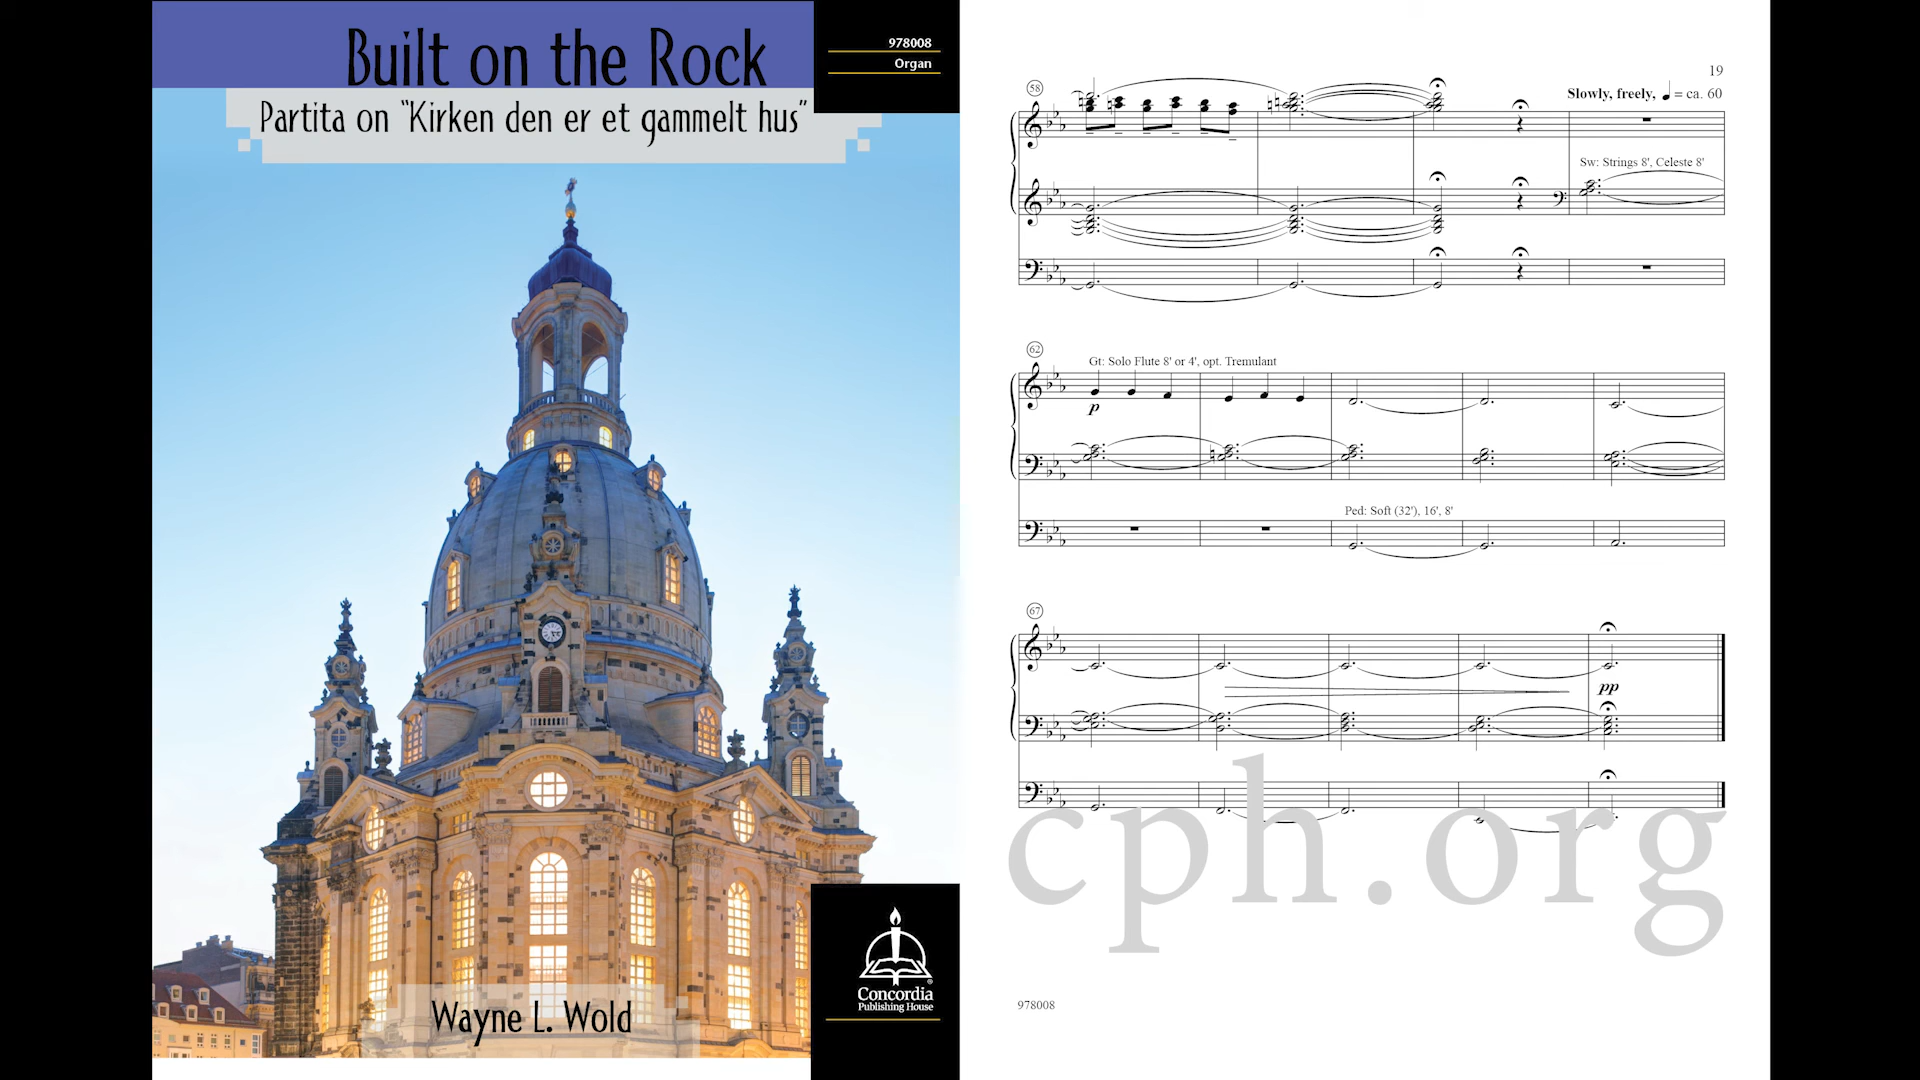 Built on the Rock
Partita on “Kirken den er et gammelt hus”
978008
Organ
Wayne L. Wold
Concordia
Publishing House
19
58
Slowly, freely, ♩ = ca. 60
Sw: Strings 8', Celeste 8'
62
Gt: Solo Flute 8' or 4', opt. Tremulant
p
Ped: Soft (32'), 16', 8'
67
pp
cph.org
978008